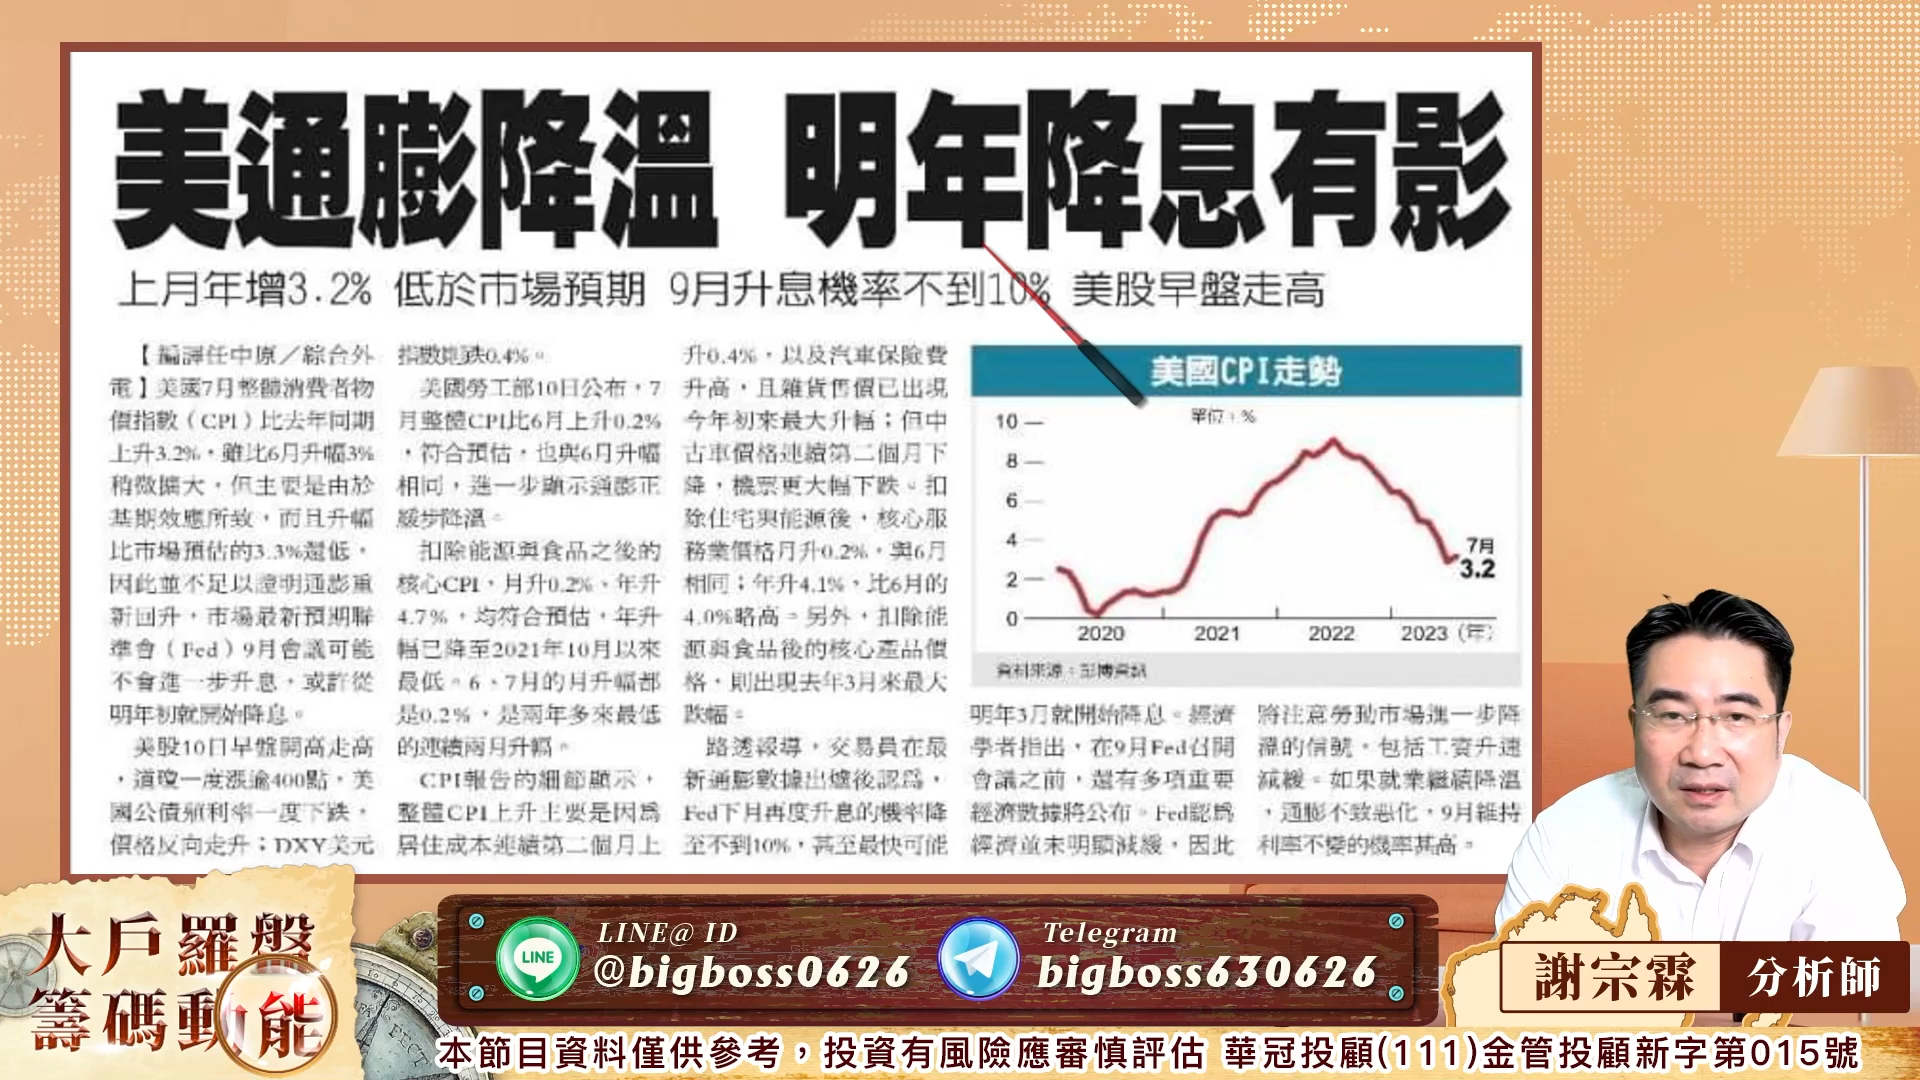 美通膨降溫 明年降息有影
上月年增3.2% 低於市場預期 9月升息機率不到10% 美股早盤走高
【編譯任中原／綜合外
電】美國7月整體消費者物
價指數（CPI）比去年同期
上升3.2%，雖比6月升幅3%
稍微擴大，但主要是由於
基期效應所致，而且升幅
比市場預估的3.3%還低，
因此並不足以證明通膨重
新回升，市場最新預期聯
準會（Fed）9月會議可能
不會進一步升息，或許從
明年初就開始降息。
美股10日早盤開高走高
，道瓊一度漲逾400點，美
國公債殖利率一度下跌，
價格反向走升；DXY美元
指數則跌0.4%。
美國勞工部10日公布，7
月整體CPI比6月上升0.2%
，符合預估，也與6月升幅
相同，進一步顯示通膨正
緩步降溫。
扣除能源與食品之後的
核心CPI，月升0.2%、年升
4.7%，均符合預估，年升
幅已降至2021年10月以來
最低。6、7月的月升幅都
是0.2%，是兩年多來最低
的連續兩月升幅。
CPI報告的細節顯示，
整體CPI上升主要是因為
居住成本連續第二個月上
升0.4%，以及汽車保險費
升高，且雜貨售價已出現
今年初來最大升幅；但中
古車價格連續第二個月下
降，機票更大幅下跌。扣
除住宅與能源後，核心服
務業價格月升0.2%，與6月
相同；年升4.1%，比6月的
4.0%略高。另外，扣除能
源與食品後的核心產品價
格，則出現去年3月來最大
跌幅。
路透報導，交易員在最
新通膨數據出爐後認為，
Fed下月再度升息的機率降
至不到10%，甚至最快可能
美國CPI走勢
單位：%
10
8
6
4
2
0
7月
3.2
2020 2021 2022 2023（年）
資料來源：彭博資訊
明年3月就開始降息。經濟
學者指出，在9月Fed召開
會議之前，還有多項重要
經濟數據將公布。Fed認為
經濟並未明顯減緩，因此
將注意勞動市場進一步降
溫的信號，包括工資升速
減緩。如果就業繼續降溫
，通膨不致惡化，9月維持
利率不變的機率甚高。
大戶羅盤
籌碼動能
LINE
LINE@ ID
@bigboss0626
Telegram
bigboss630626
謝宗霖 分析師
本節目資料僅供參考，投資有風險應審慎評估 華冠投顧(111)金管投顧新字第015號